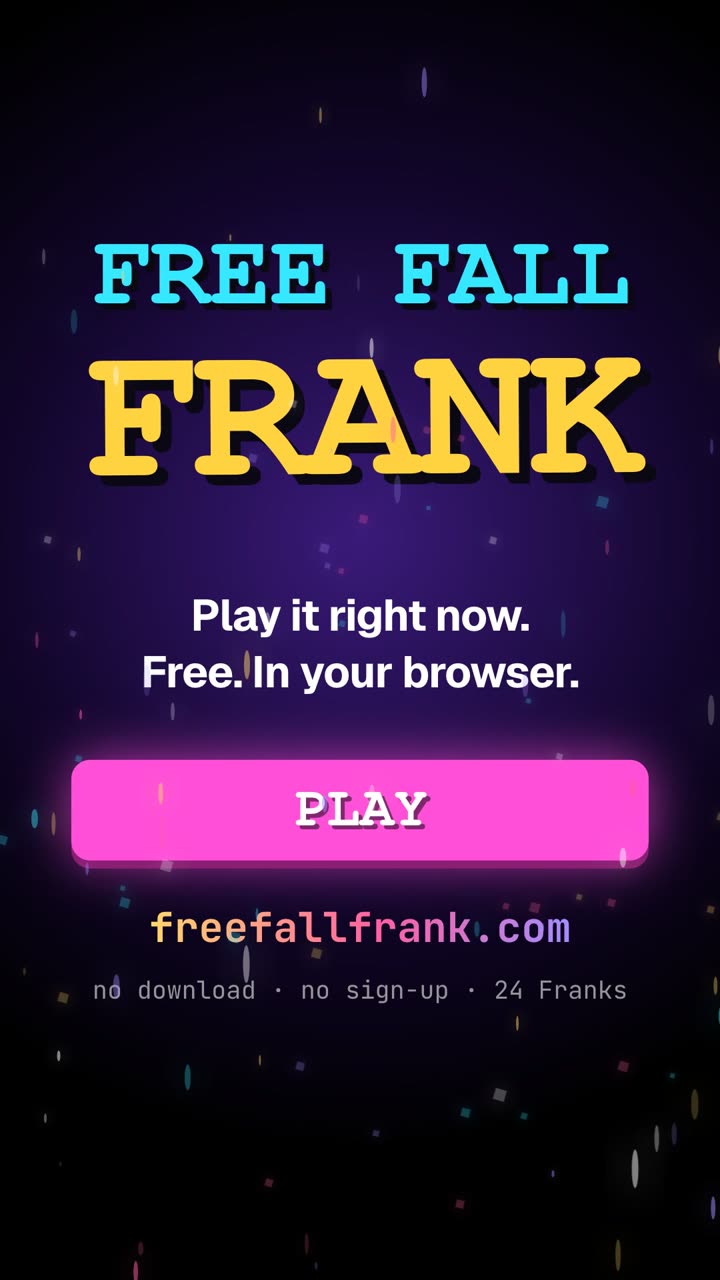 FREE FALL
FRANK
Play it right now.
Free. In your browser.
PLAY
freefallfrank.com
no download · no sign-up · 24 Franks